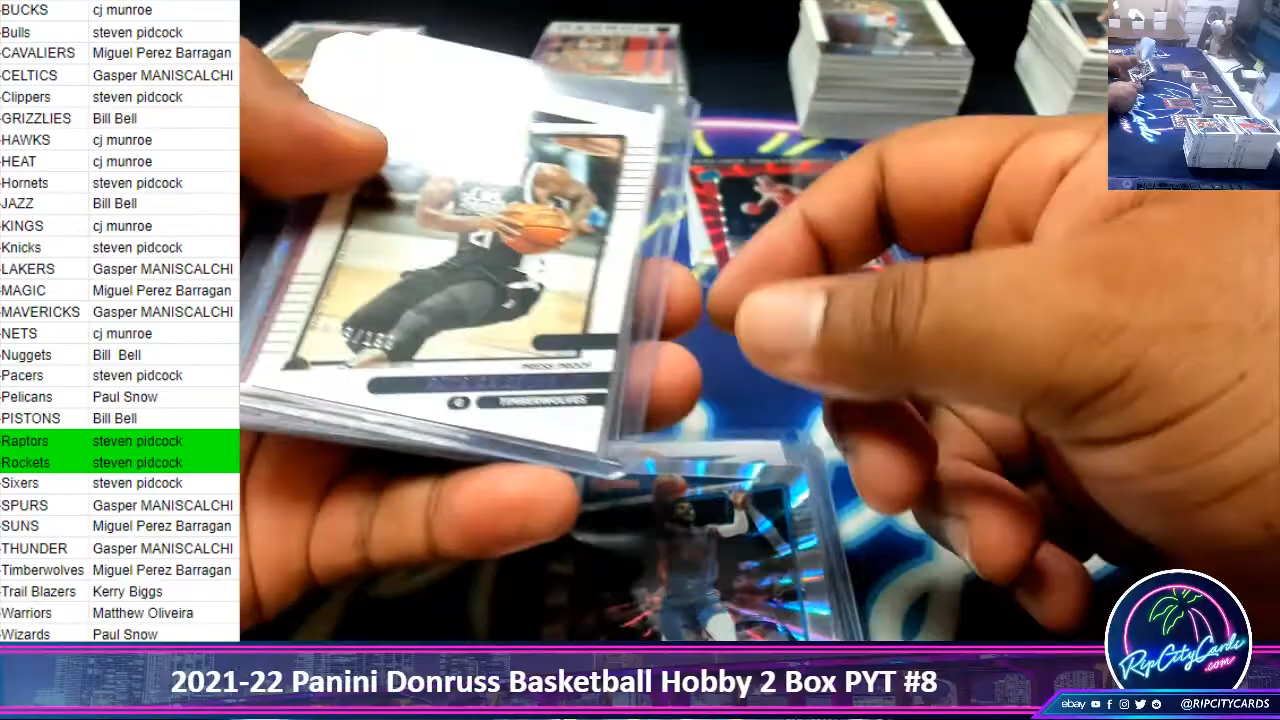 -BUCKS cj munroe
-Bulls steven pidcock
-CAVALIERS Miguel Perez Barragan
-CELTICS Gasper MANISCALCHI
-Clippers steven pidcock
-GRIZZLIES Bill Bell
-HAWKS cj munroe
-HEAT cj munroe
-Hornets steven pidcock
-JAZZ Bill Bell
-KINGS cj munroe
-Knicks steven pidcock
-LAKERS Gasper MANISCALCHI
-MAGIC Miguel Perez Barragan
-MAVERICKS Gasper MANISCALCHI
-NETS cj munroe
-Nuggets Bill Bell
-Pacers steven pidcock
-Pelicans Paul Snow
-PISTONS Bill Bell
-Raptors steven pidcock
-Rockets steven pidcock
-Sixers steven pidcock
-SPURS Gasper MANISCALCHI
-SUNS Miguel Perez Barragan
-THUNDER Gasper MANISCALCHI
-Timberwolves Miguel Perez Barragan
-Trail Blazers Kerry Biggs
-Warriors Matthew Oliveira
-Wizards Paul Snow
PRESS PROOF
TIMBERWOLVES
RipCityCards
.com
2021-22 Panini Donruss Basketball Hobby 2 Box PYT #8
ebay @RIPCITYCARDS